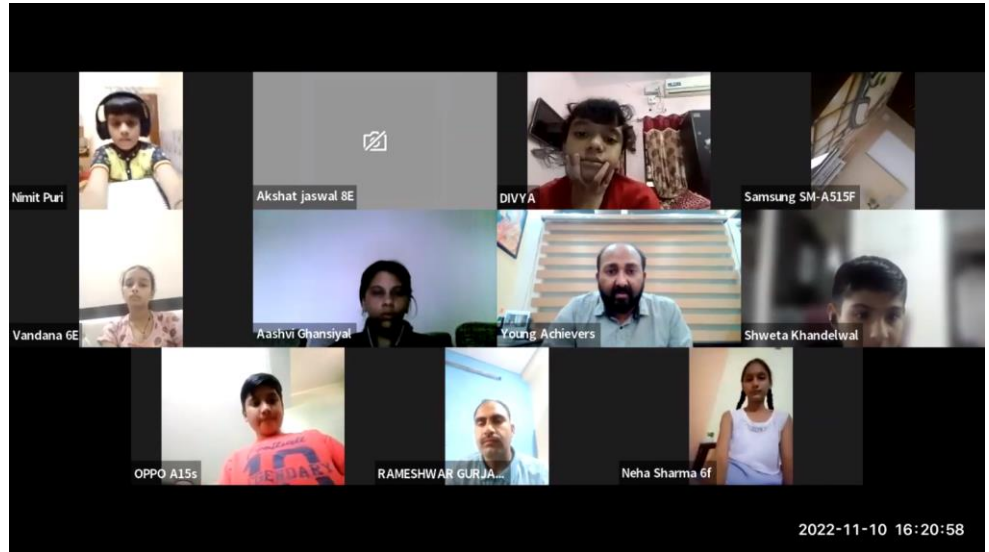 Nimit Puri
Akshat jaswal 8E
DIVYA
Samsung SM-A515F
Vandana 6E
Aashvi Ghansiyal
Young Achievers
Shweta Khandelwal
OPPO A15s
10
RAMESHWAR GURJA...
Neha Sharma 6f
2022-11-10 16:20:58